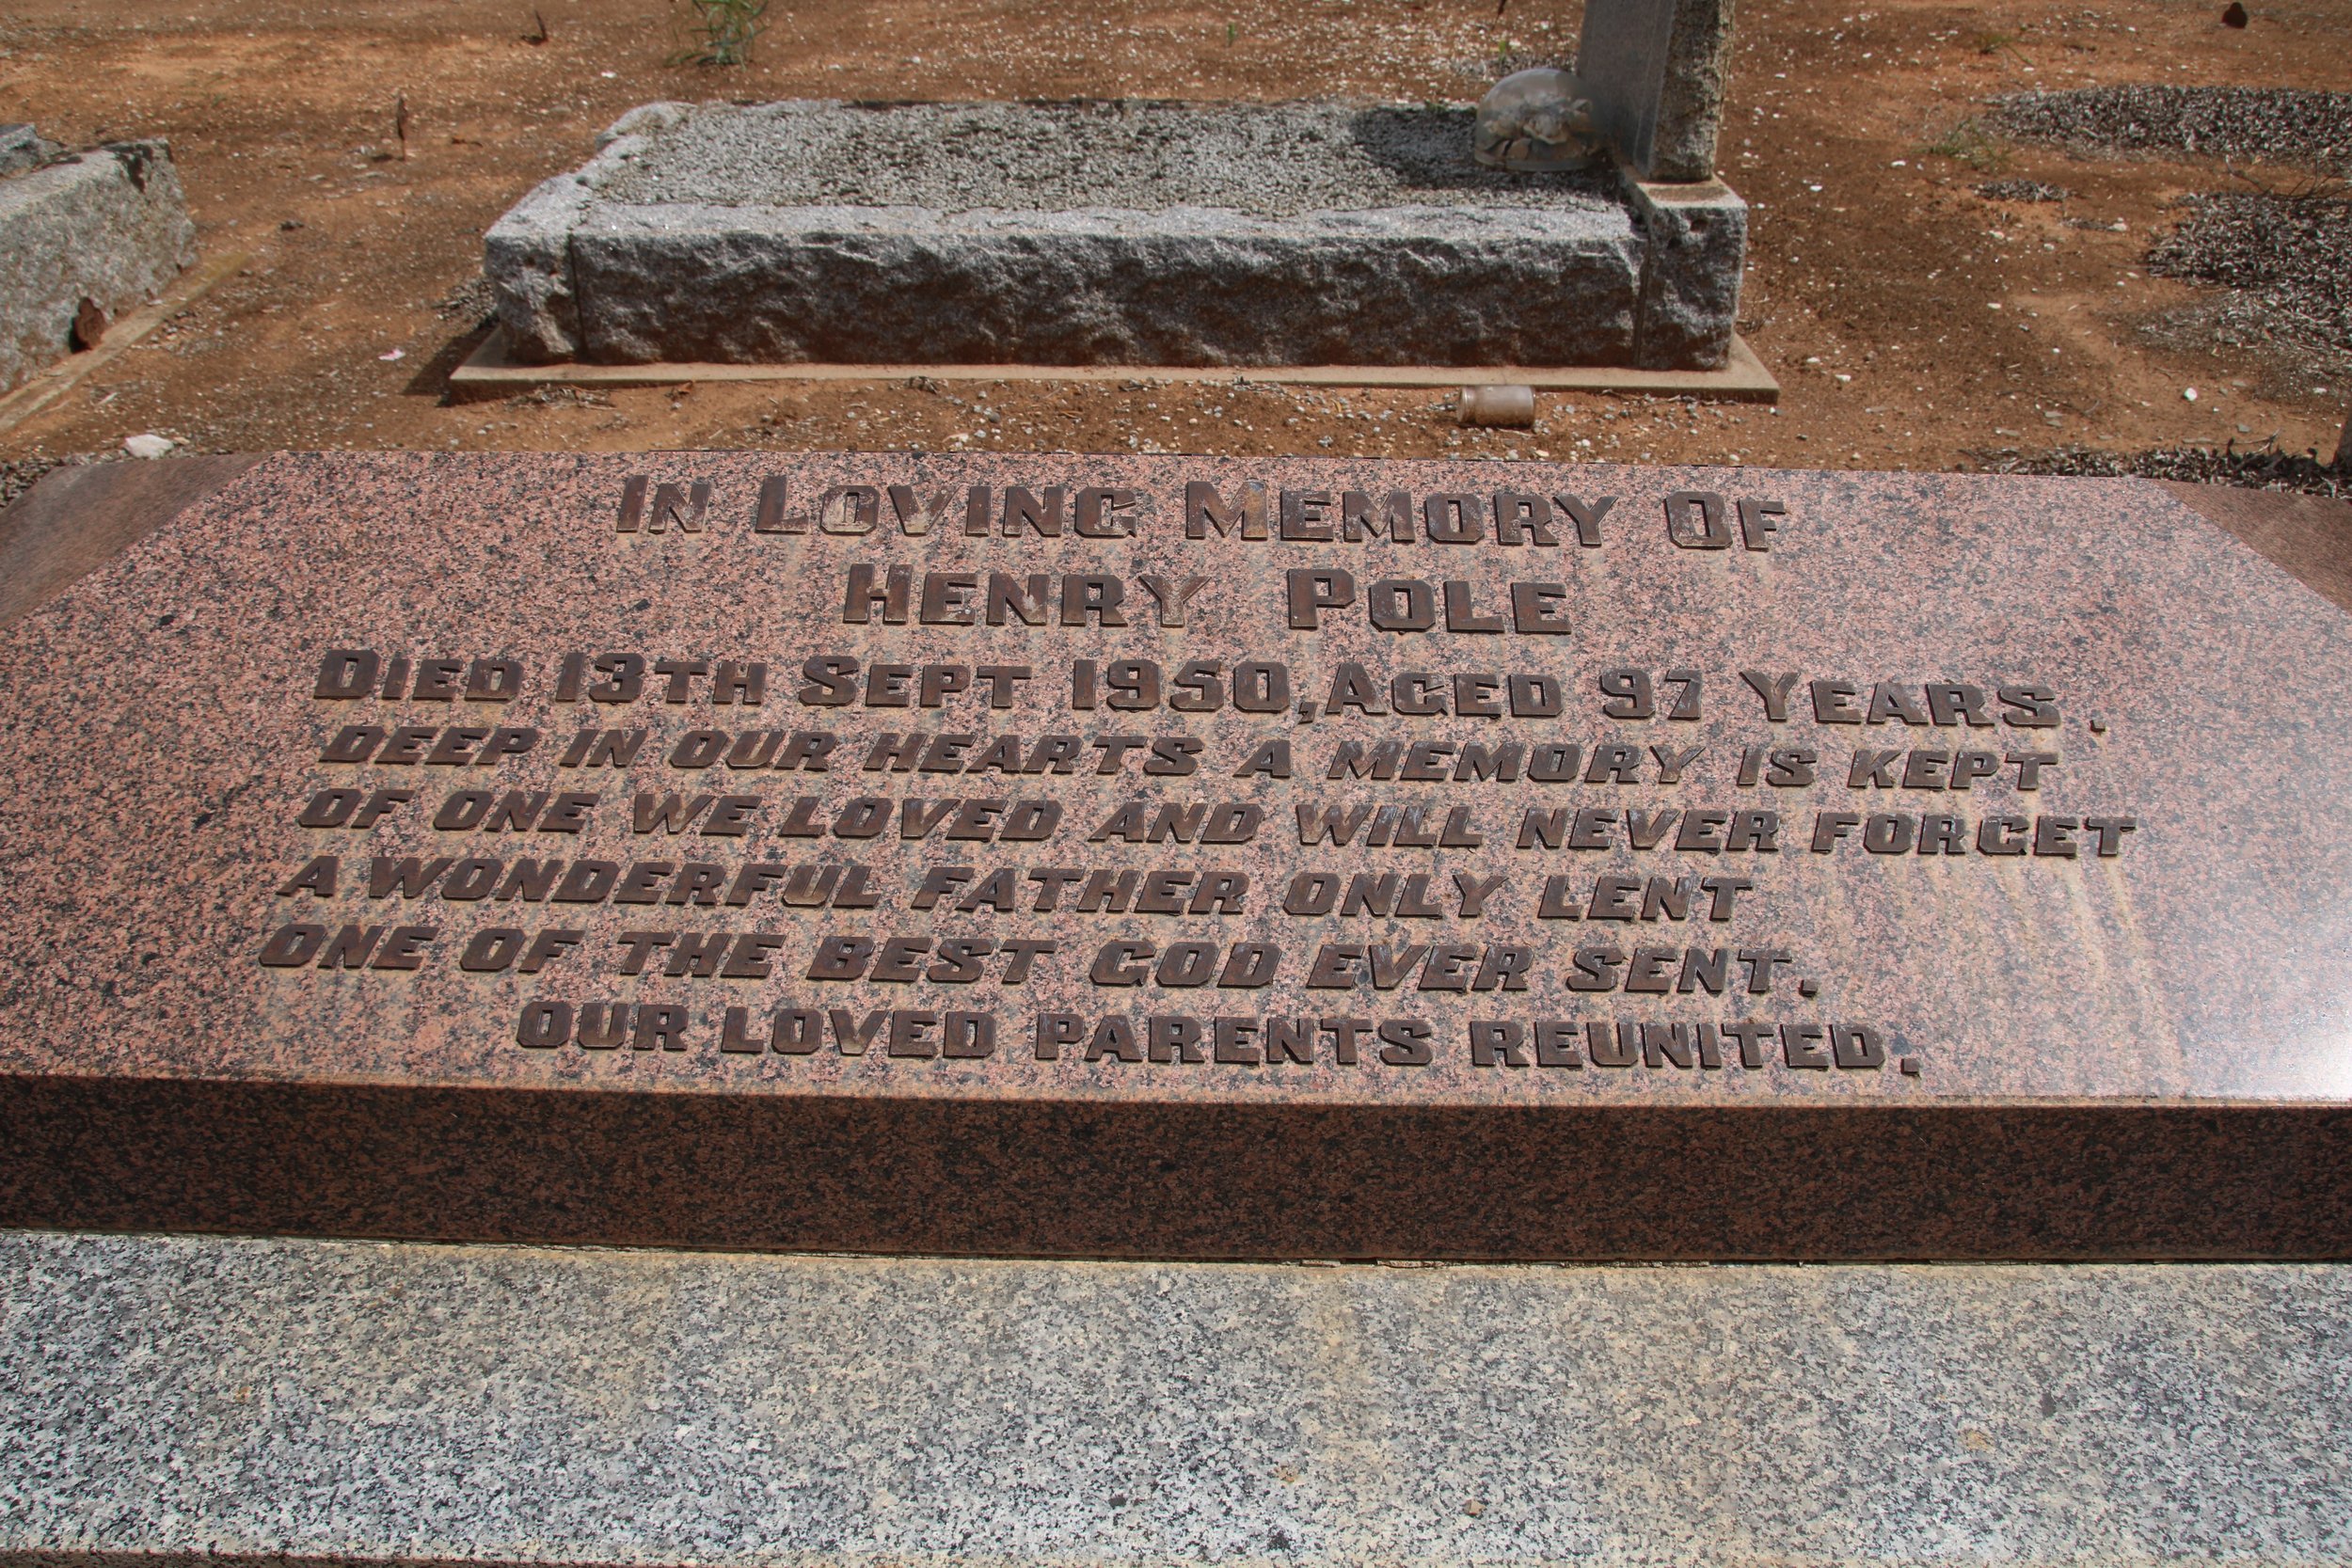 IN LOVING MEMORY OF
HENRY POLE
DIED 13TH SEPT 1950, AGED 97 YEARS.
DEEP IN OUR HEARTS A MEMORY IS KEPT
OF ONE WE LOVED AND WILL NEVER FORGET
A WONDERFUL FATHER ONLY LENT
ONE OF THE BEST GOD EVER SENT.
OUR LOVED PARENTS REUNITED.